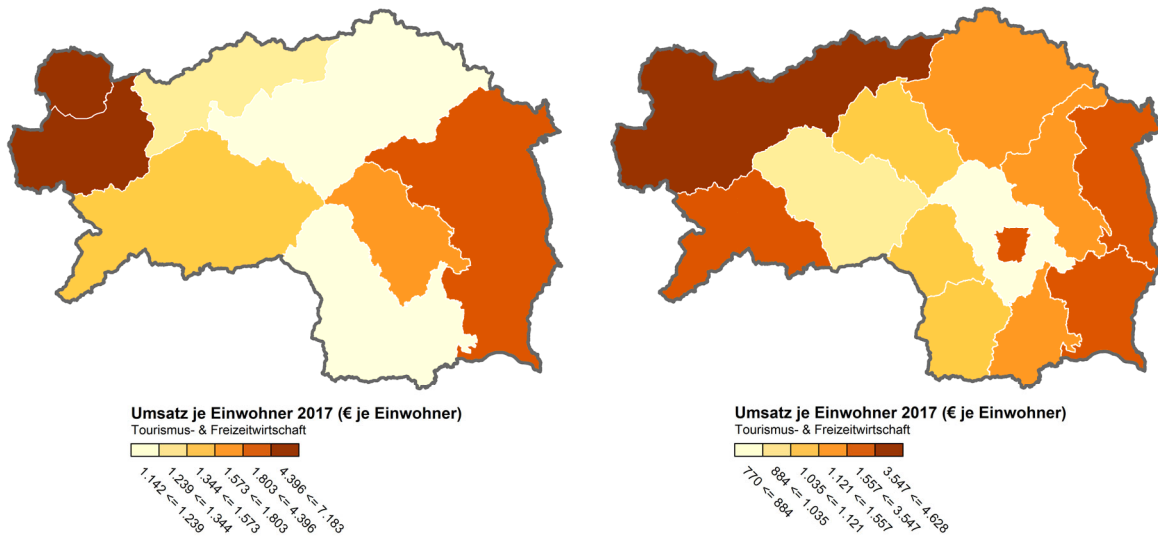 Umsatz je Einwohner 2017 (€ je Einwohner)
Tourismus- & Freizeitwirtschaft
1.142 <= 1.239
1.239 <= 1.344
1.344 <= 1.573
1.573 <= 1.803
1.803 <= 4.396
4.396 <= 7.183
Umsatz je Einwohner 2017 (€ je Einwohner)
Tourismus- & Freizeitwirtschaft
770 <= 884
884 <= 1.035
1.035 <= 1.121
1.121 <= 1.557
1.557 <= 3.547
3.547 <= 4.628